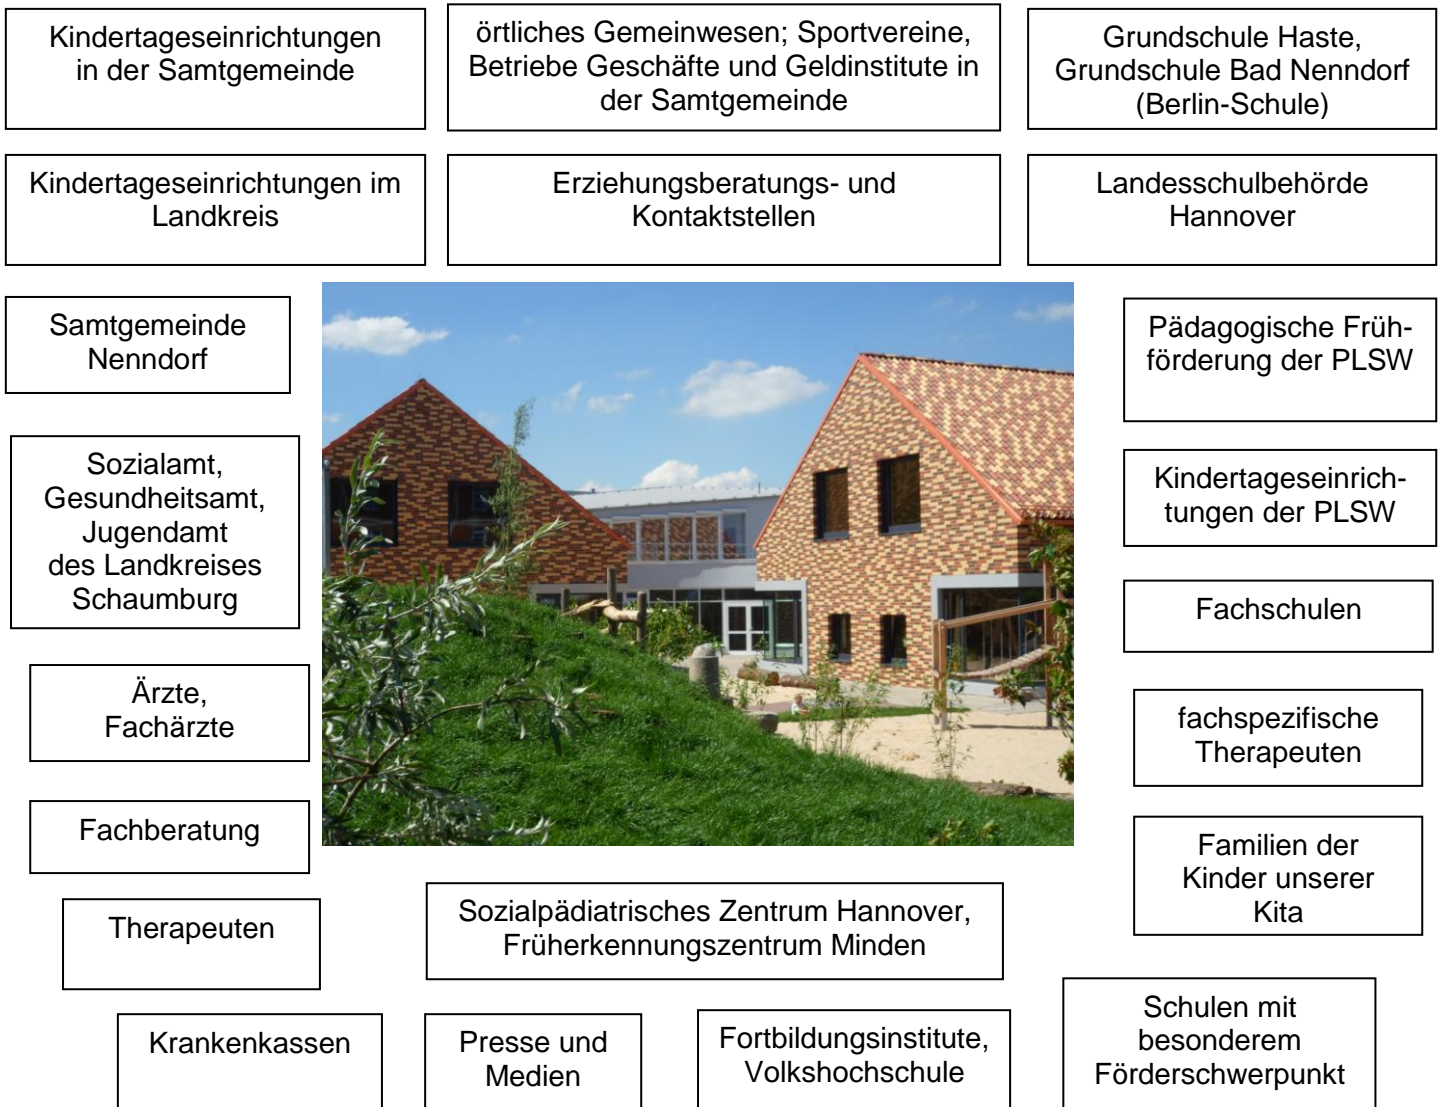 Kindertageseinrichtungen
in der Samtgemeinde
örtliches Gemeinwesen; Sportvereine,
Betriebe Geschäfte und Geldinstitute in
der Samtgemeinde
Grundschule Haste,
Grundschule Bad Nenndorf
(Berlin-Schule)
Kindertageseinrichtungen im
Landkreis
Erziehungsberatungs- und
Kontaktstellen
Landesschulbehörde
Hannover
Samtgemeinde
Nenndorf
Pädagogische Früh-
förderung der PLSW
Sozialamt,
Gesundheitsamt,
Jugendamt
des Landkreises
Schaumburg
Kindertageseinrich-
tungen der PLSW
Fachschulen
Ärzte,
Fachärzte
fachspezifische
Therapeuten
Fachberatung
Familien der
Kinder unserer
Kita
Therapeuten
Sozialpädiatrisches Zentrum Hannover,
Früherkennungszentrum Minden
Krankenkassen
Presse und
Medien
Fortbildungsinstitute,
Volkshochschule
Schulen mit
besonderem
Förderschwerpunkt